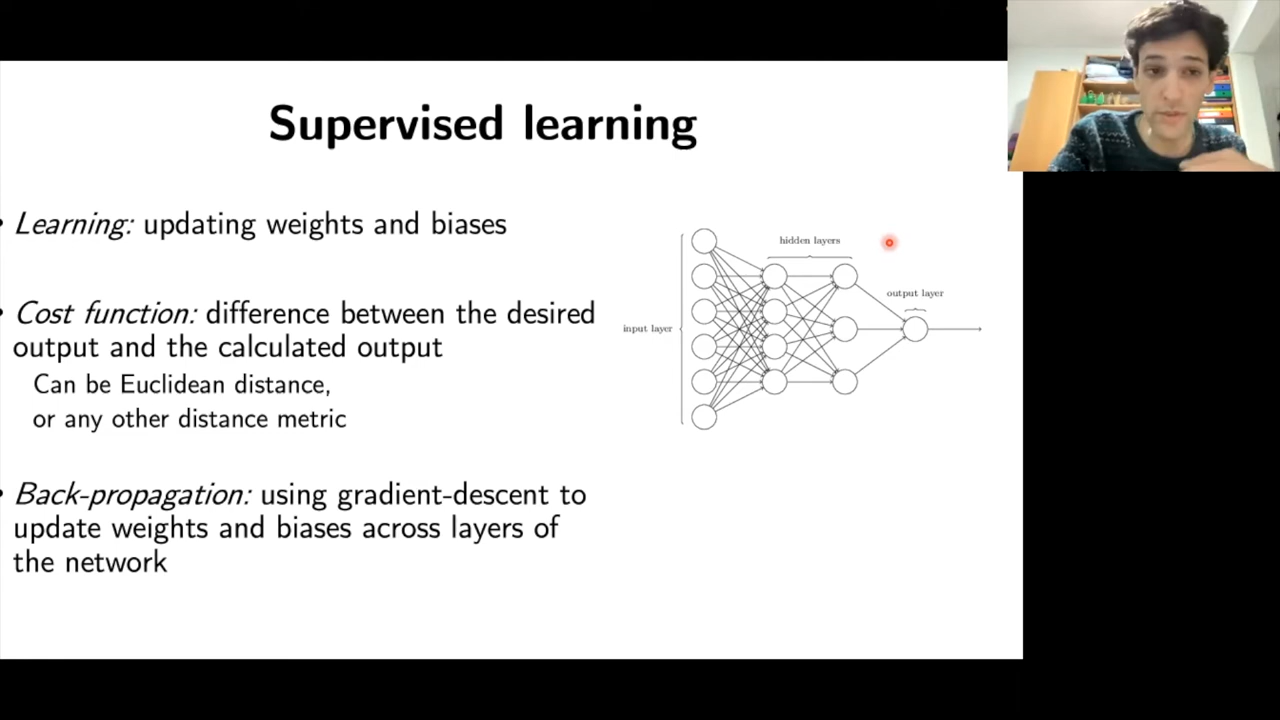 Supervised learning
• Learning: updating weights and biases
• Cost function: difference between the desired
output and the calculated output
Can be Euclidean distance,
or any other distance metric
• Back-propagation: using gradient-descent to
update weights and biases across layers of
the network
hidden layers
output layer
input layer